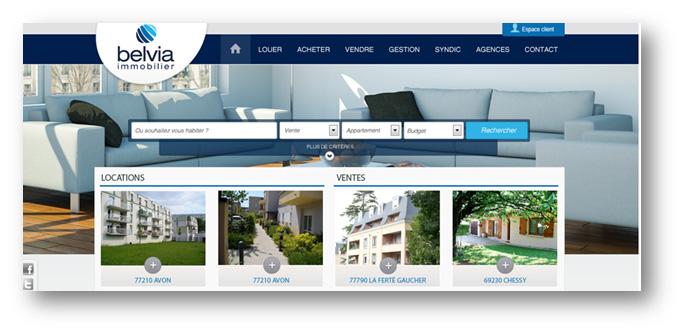 Espace client
belvia
immobilier
LOUER ACHETER VENDRE GESTION SYNDIC AGENCES CONTACT
Ou souhaitez vous habiter ? Vente Appartement Budget Rechercher
PLUS DE CRITÈRES
LOCATIONS VENTES
77210 AVON 77210 AVON 77790 LA FERTÉ GAUCHER 69230 CHESSY